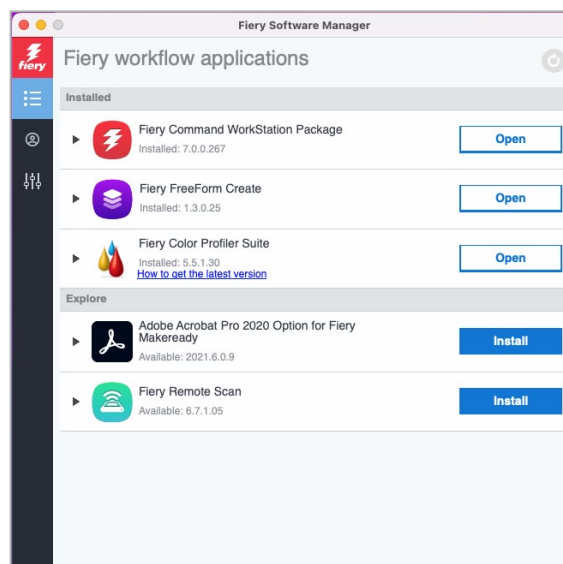 Fiery Software Manager
fiery
Fiery workflow applications
Installed
Fiery Command WorkStation Package
Installed: 7.0.0.267
Open
Fiery FreeForm Create
Installed: 1.3.0.25
Open
Fiery Color Profiler Suite
Installed: 5.5.1.30
How to get the latest version
Open
Explore
Adobe Acrobat Pro 2020 Option for Fiery
Makeready
Available: 2021.6.0.9
Install
Fiery Remote Scan
Available: 6.7.1.05
Install